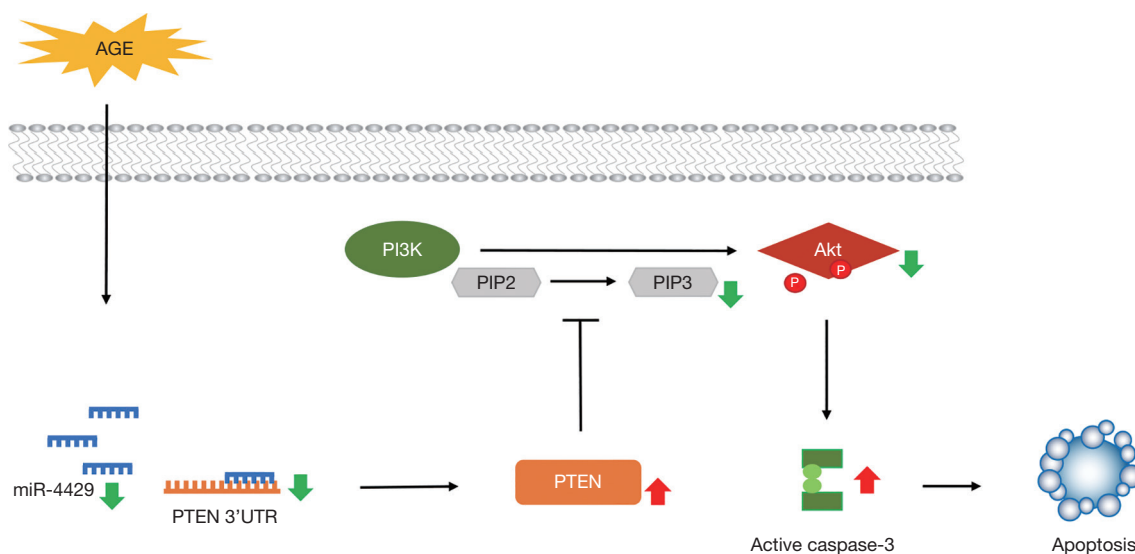 AGE
PI3K
Akt
P
P
PIP2
PIP3
miR-4429
PTEN 3’UTR
PTEN
Active caspase-3
Apoptosis